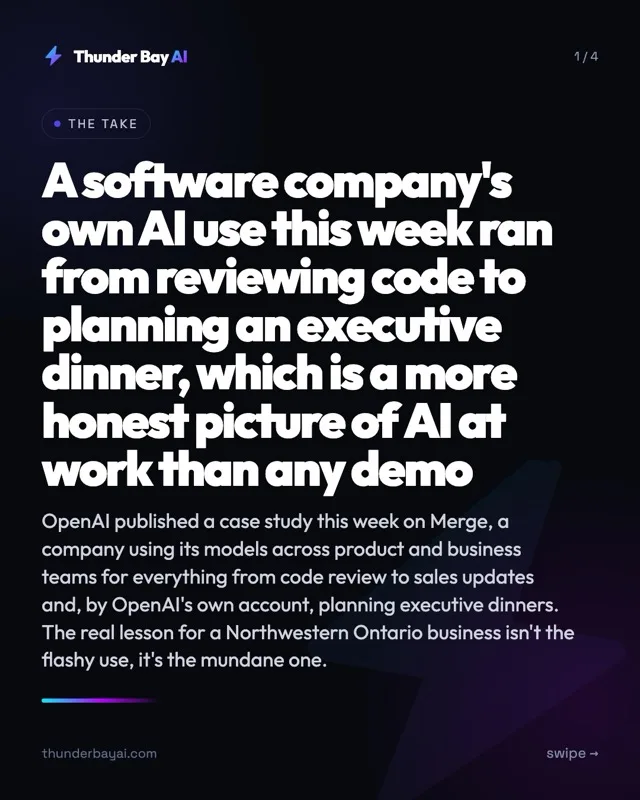 Thunder Bay AI
1 / 4
THE TAKE
A software company's
own AI use this week ran
from reviewing code to
planning an executive
dinner, which is a more
honest picture of AI at
work than any demo
OpenAI published a case study this week on Merge, a
company using its models across product and business
teams for everything from code review to sales updates
and, by OpenAI's own account, planning executive dinners.
The real lesson for a Northwestern Ontario business isn't the
flashy use, it's the mundane one.
thunderbayai.com
swipe →